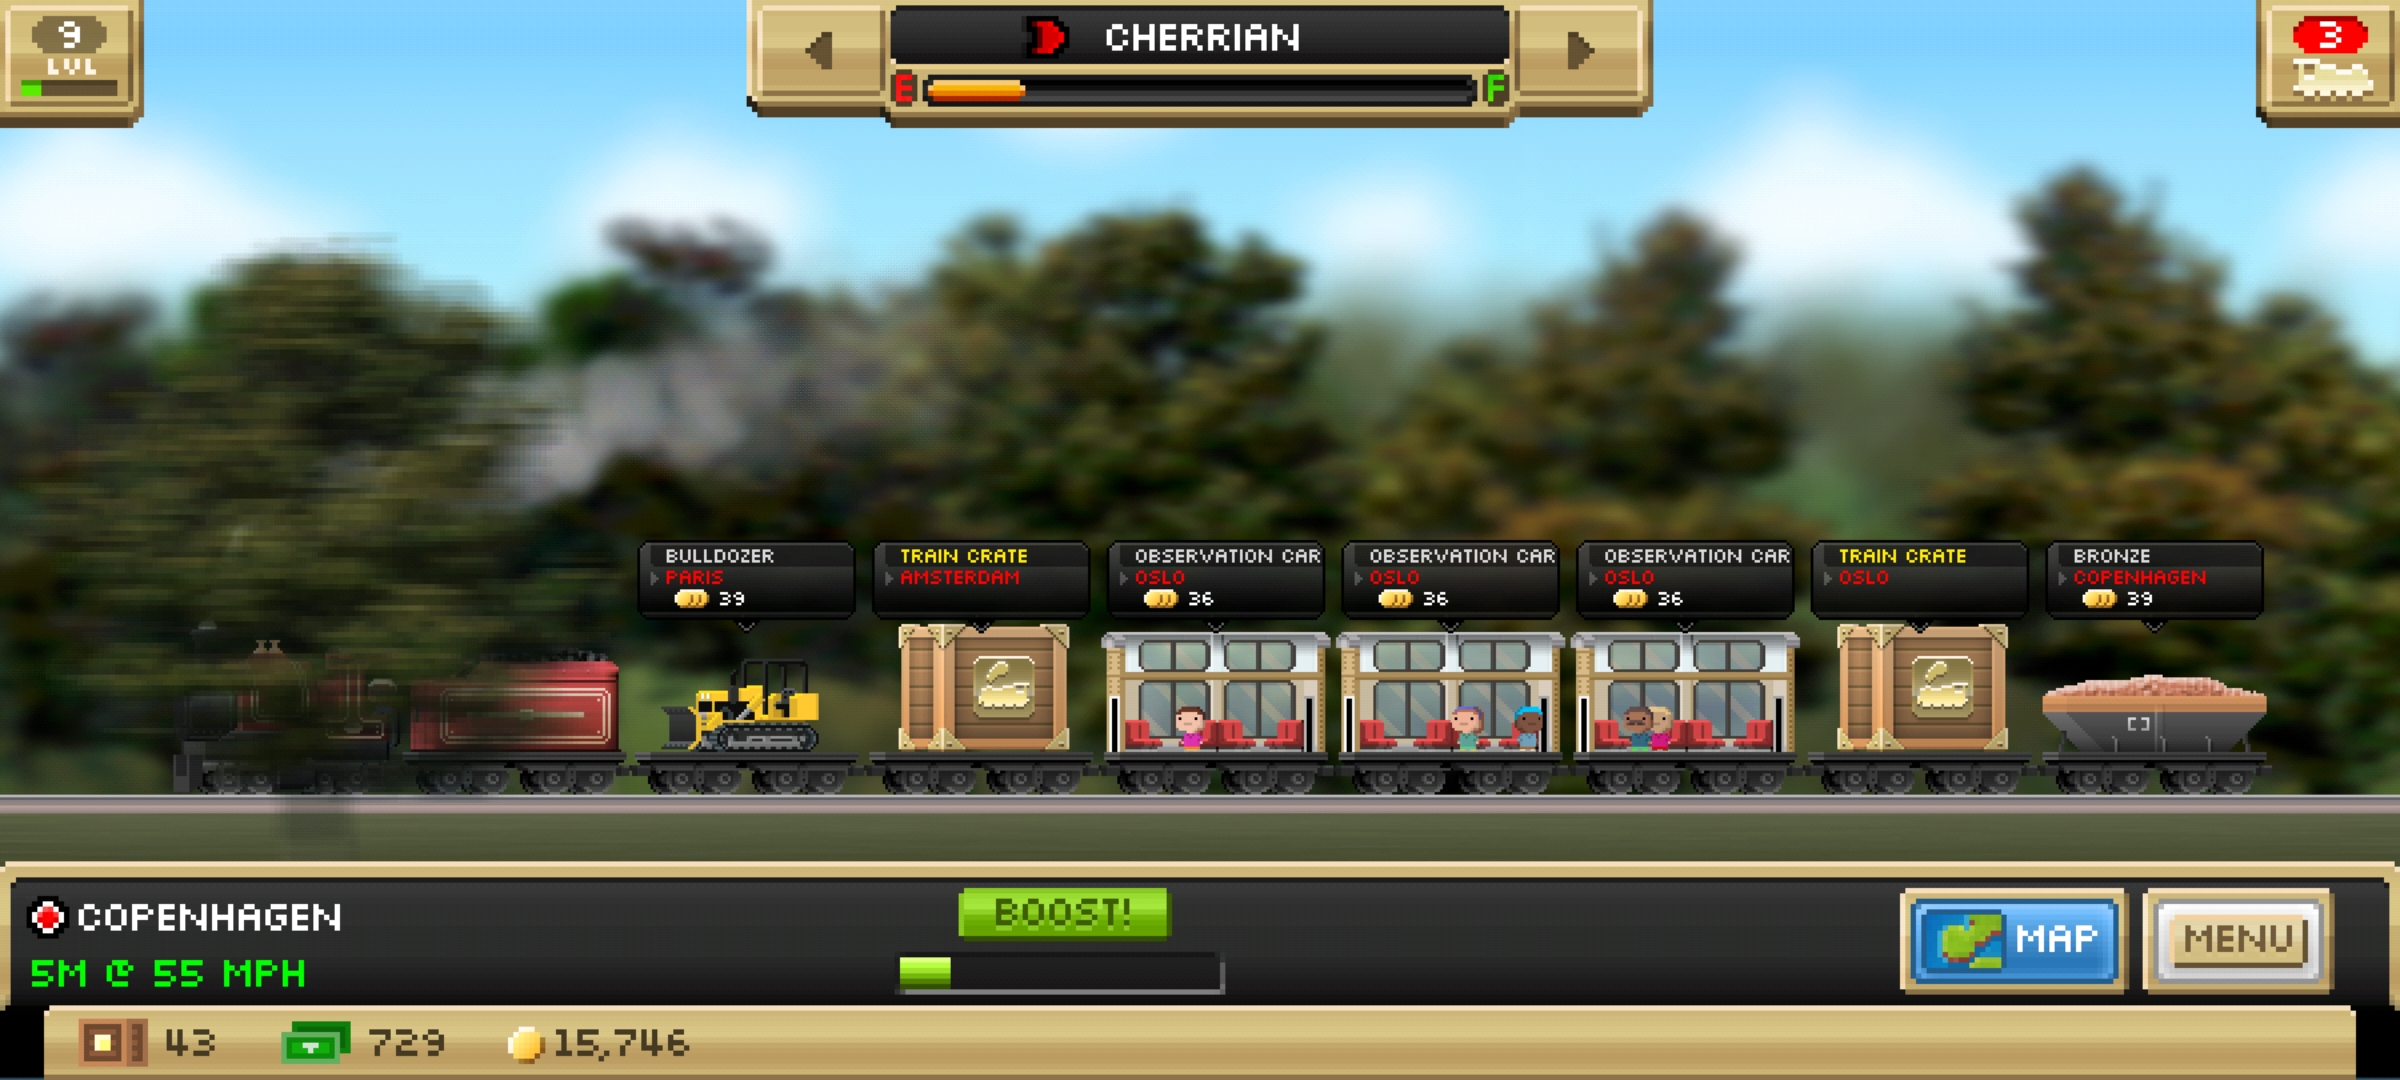 9
LVL
CHERRIAN
E F
3
BULLDOZER
PARIS
39
TRAIN CRATE
AMSTERDAM
OBSERVATION CAR
OSLO
36
OBSERVATION CAR
OSLO
36
OBSERVATION CAR
OSLO
36
TRAIN CRATE
OSLO
BRONZE
COPENHAGEN
39
COPENHAGEN
5M @ 55 MPH
BOOST!
MAP
MENU
43
729
15,746